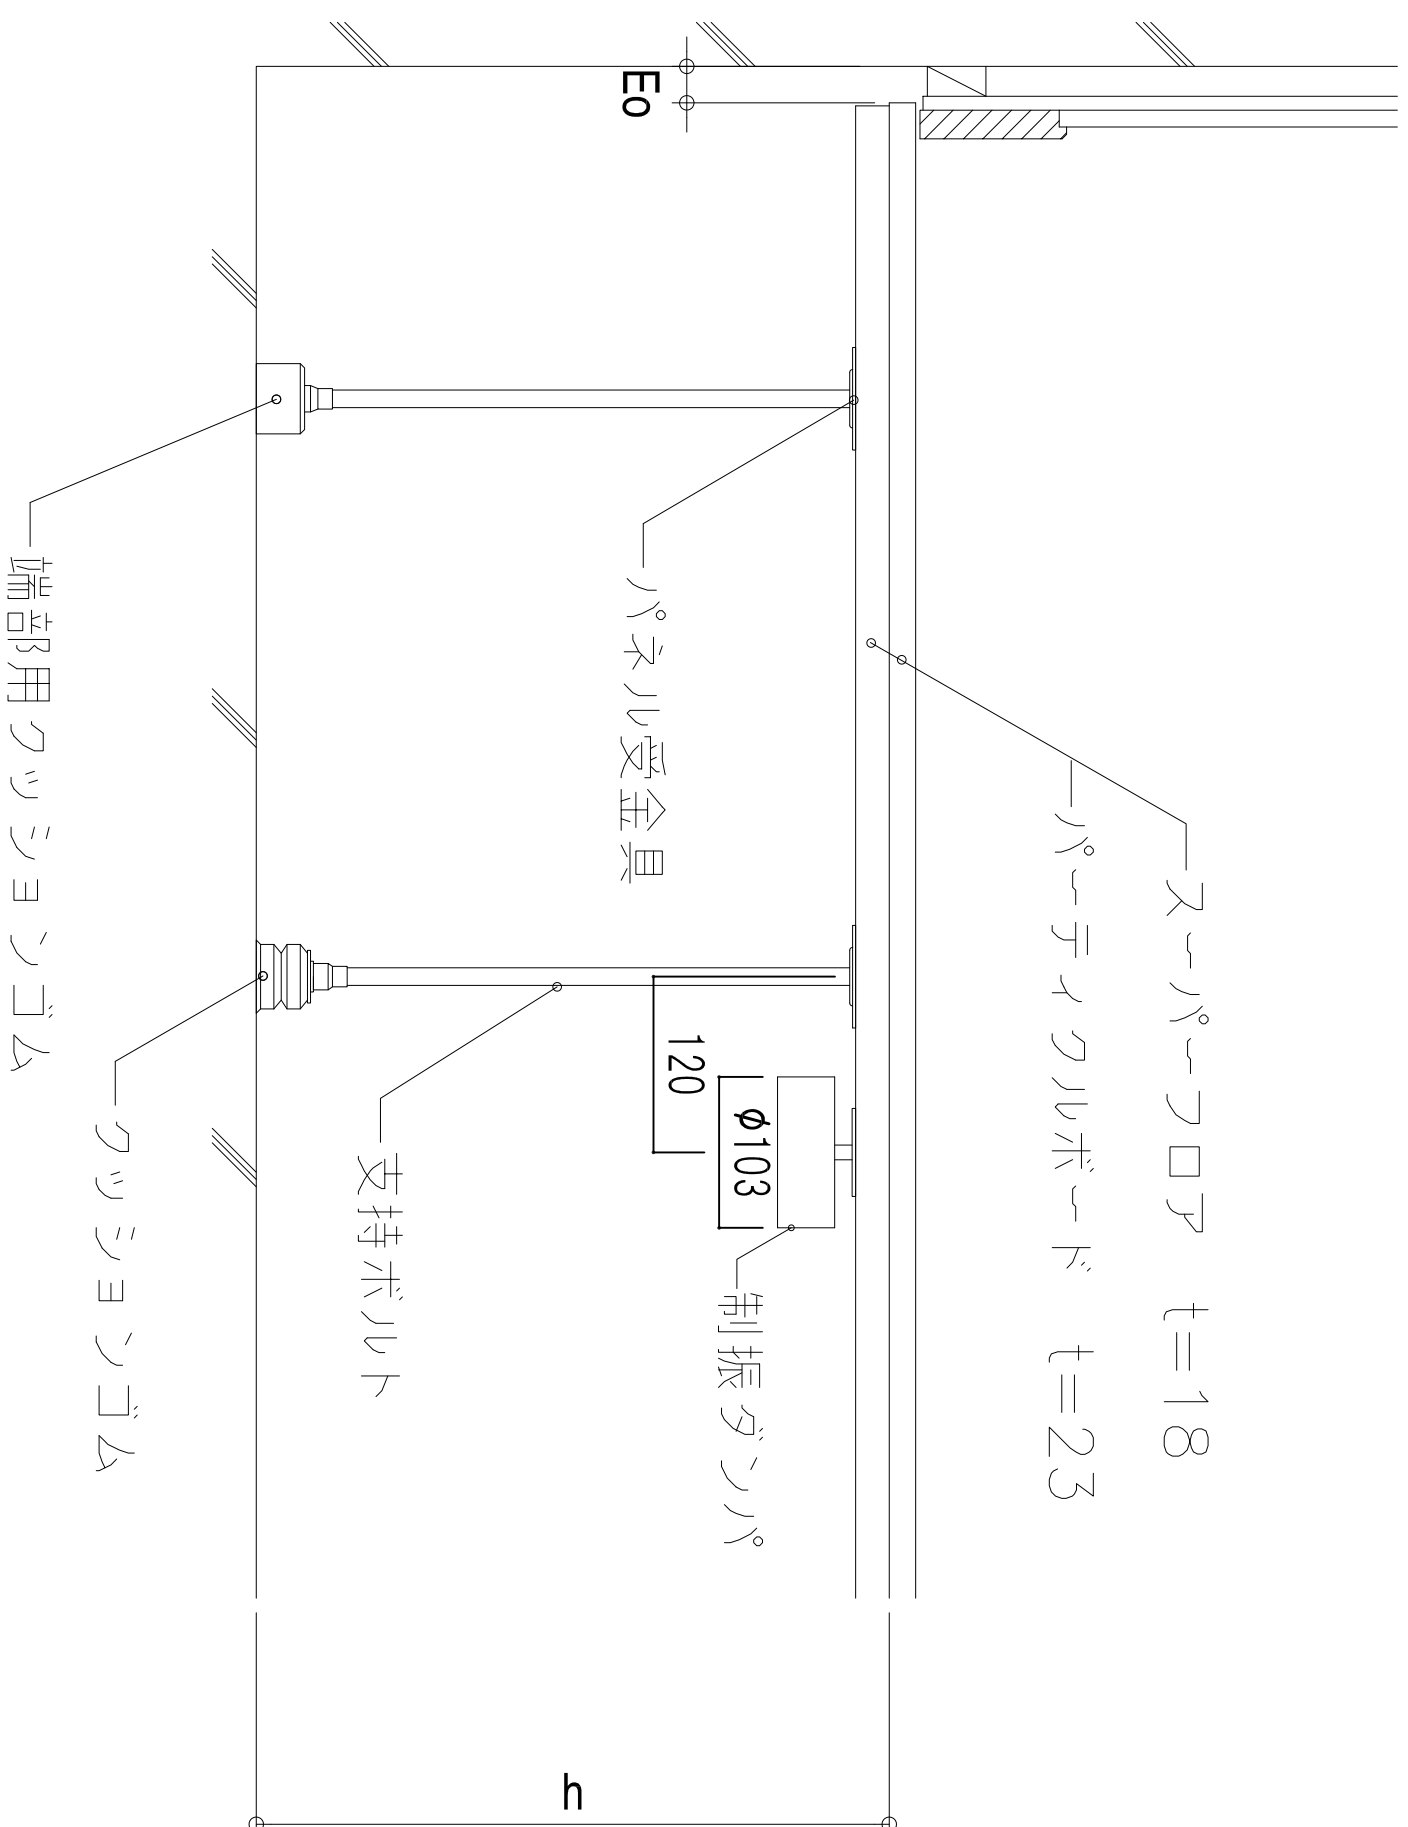 スーパーフロア t=18
パーティクルボード t=23
Eo
パネル受金具
120
φ103
制振ダンパ
支持ボルト
クッションゴム
端部用クッションゴム
h